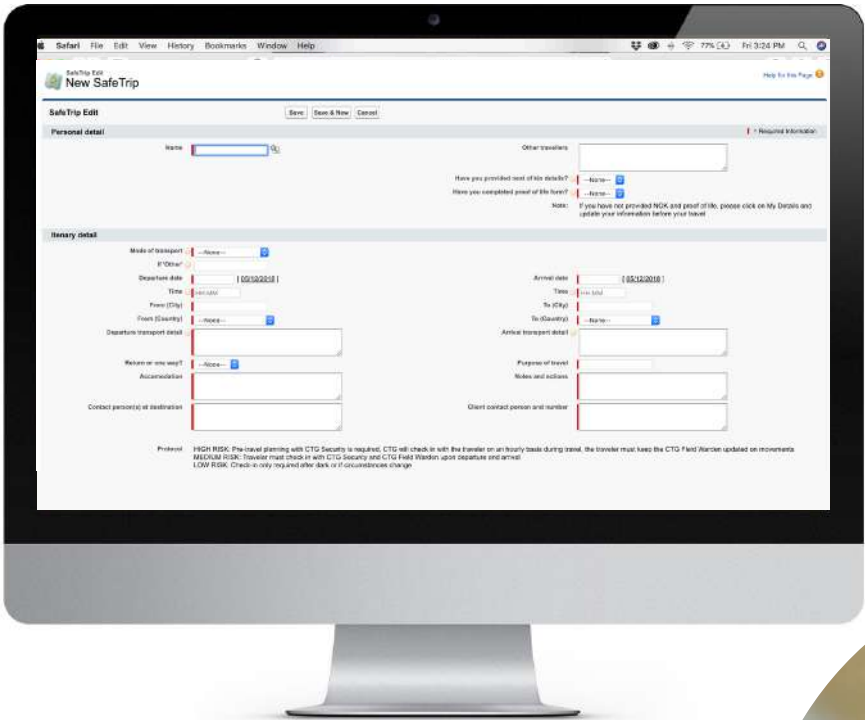 Safari File Edit View History Bookmarks Window Help 77% Fri 3:24 PM
SafeTrip Edit
New SafeTrip
Help for this Page
SafeTrip Edit
Save Save & New Cancel
Personal detail
= Required Information
Name
Other travellers
Have you provided next of kin details? --None--
Have you completed proof of life form? --None--
Note: If you have not provided NOK and proof of life, please click on My Details and
update your information before your travel
Itenary detail
Mode of transport --None--
If 'Other'
Departure date [ 05/12/2018 ] Arrival date [ 05/12/2018 ]
Time HH:MM Time HH:MM
From (City) To (City)
From (Country) --None-- To (Country) --None--
Departure transport detail Arrival transport detail
Return or one way? --None-- Purpose of travel
Accomodation Notes and actions
Contact person(s) at destination Client contact person and number
Protocol HIGH RISK: Pre-travel planning with CTG Security is required, CTG will check in with the traveler on an hourly basis during travel, the traveler must keep the CTG Field Warden updated on movements
MEDIUM RISK: Traveler must check in with CTG Security and CTG Field Warden upon departure and arrival
LOW RISK: Check-in only required after dark or if circumstances change